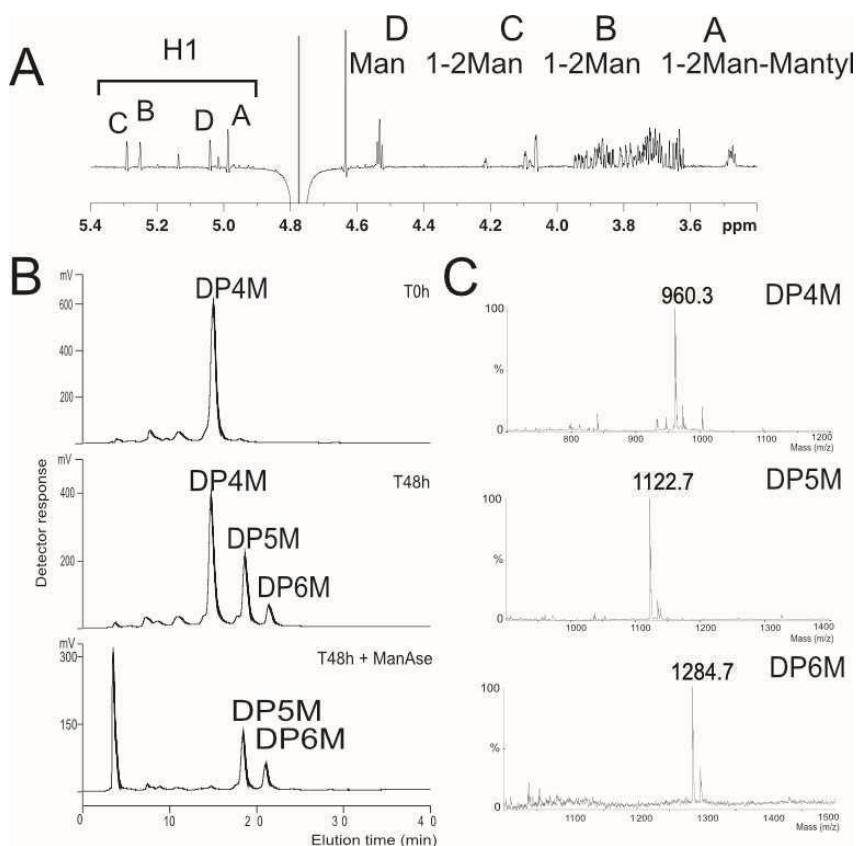 A
H1
D C B A
Man 1-2Man 1-2Man 1-2Man-Mantyl
C B D A
5.4 5.2 5.0 4.8 4.6 4.4 4.2 4.0 3.8 3.6 ppm
B
Detector response
mV
600
400
200
DP4M
T0h
mV
400
200
DP4M
DP5M
DP6M
T48h
mV
300
150
T48h + ManAse
DP5M
DP6M
0 10 20 30 40
Elution time (min)
C
100
%
0
960.3
DP4M
800 900 1000 1100 1200
Mass (m/z)
100
%
0
1122.7
DP5M
1000 1100 1200 1300 1400
Mass (m/z)
100
%
0
1284.7
DP6M
1100 1200 1300 1400 1500
Mass (m/z)